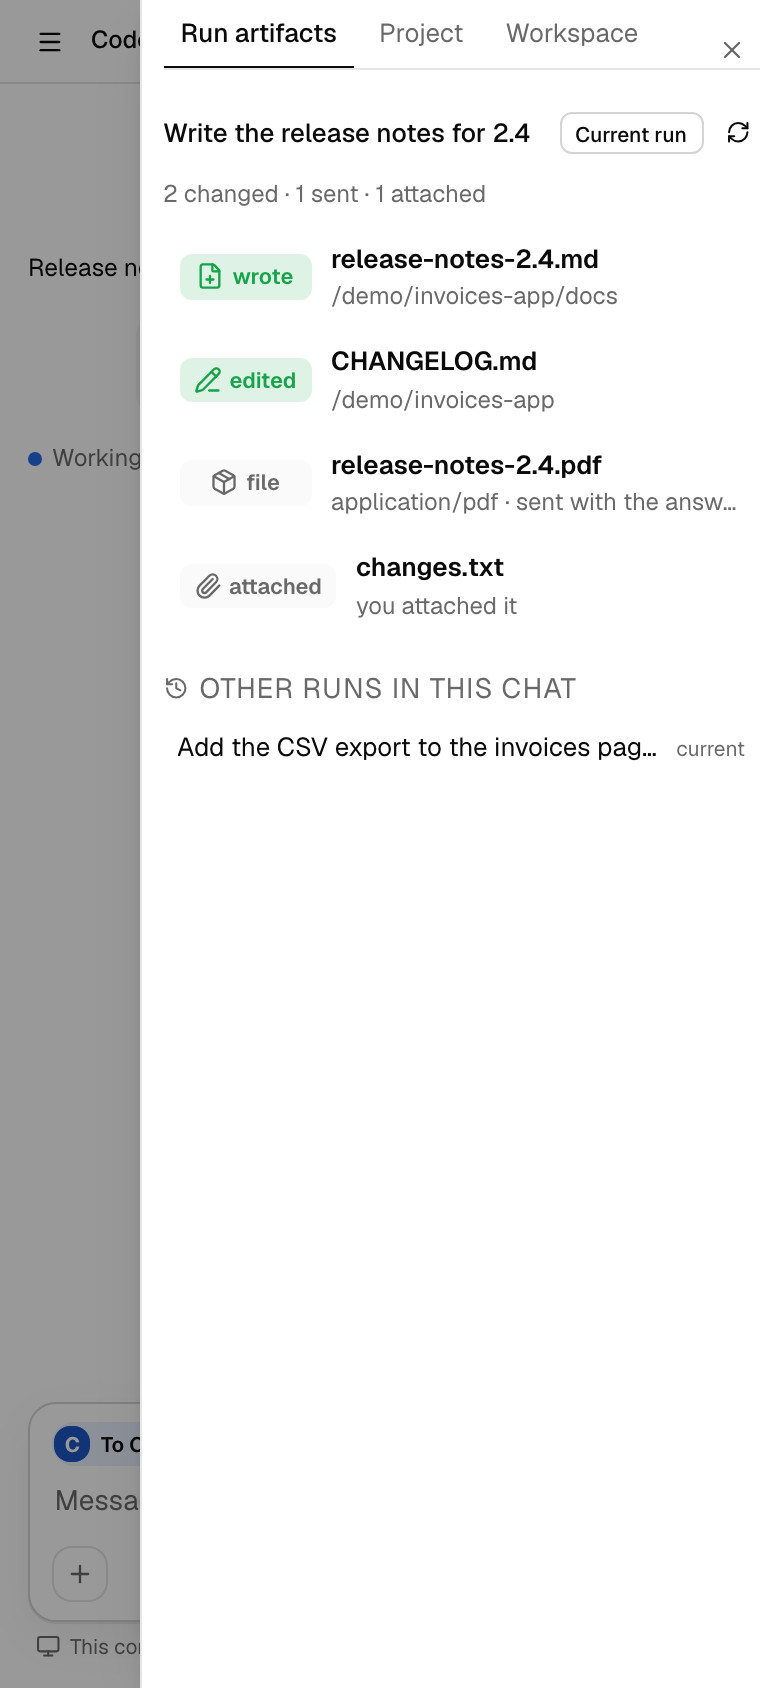 Run artifacts
Project
Workspace
Write the release notes for 2.4
Current run
2 changed · 1 sent · 1 attached
wrote
release-notes-2.4.md
/demo/invoices-app/docs
edited
CHANGELOG.md
/demo/invoices-app
file
release-notes-2.4.pdf
application/pdf · sent with the answ...
attached
changes.txt
you attached it
OTHER RUNS IN THIS CHAT
Add the CSV export to the invoices pag...
current
Release
Working
C
To
This